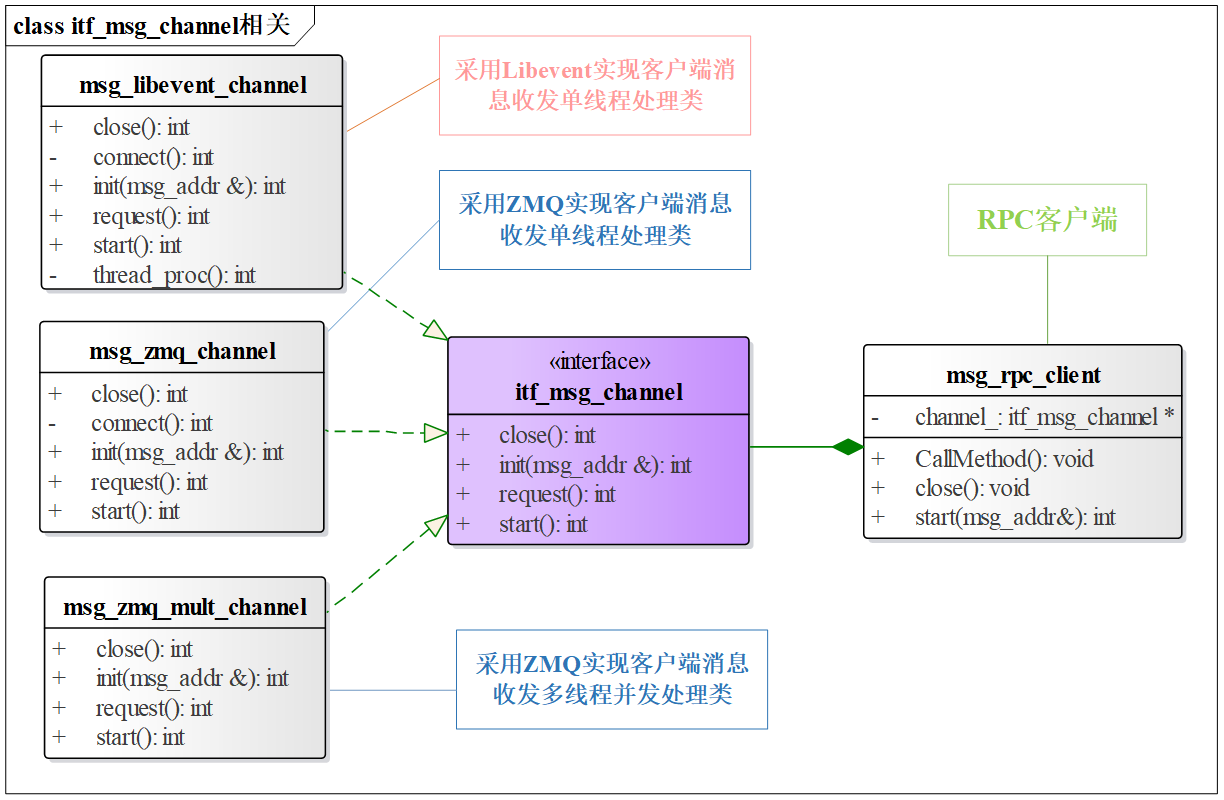 class itf_msg_channel相关
msg_libevent_channel
+ close(): int
- connect(): int
+ init(msg_addr &): int
+ request(): int
+ start(): int
- thread_proc(): int
采用Libevent实现客户端消
息收发单线程处理类
采用ZMQ实现客户端消息
收发单线程处理类
RPC客户端
msg_zmq_channel
+ close(): int
- connect(): int
+ init(msg_addr &): int
+ request(): int
+ start(): int
«interface»
itf_msg_channel
+ close(): int
+ init(msg_addr &): int
+ request(): int
+ start(): int
msg_rpc_client
- channel_: itf_msg_channel *
+ CallMethod(): void
+ close(): void
+ start(msg_addr&): int
msg_zmq_mult_channel
+ close(): int
+ init(msg_addr &): int
+ request(): int
+ start(): int
采用ZMQ实现客户端消息
收发多线程并发处理类